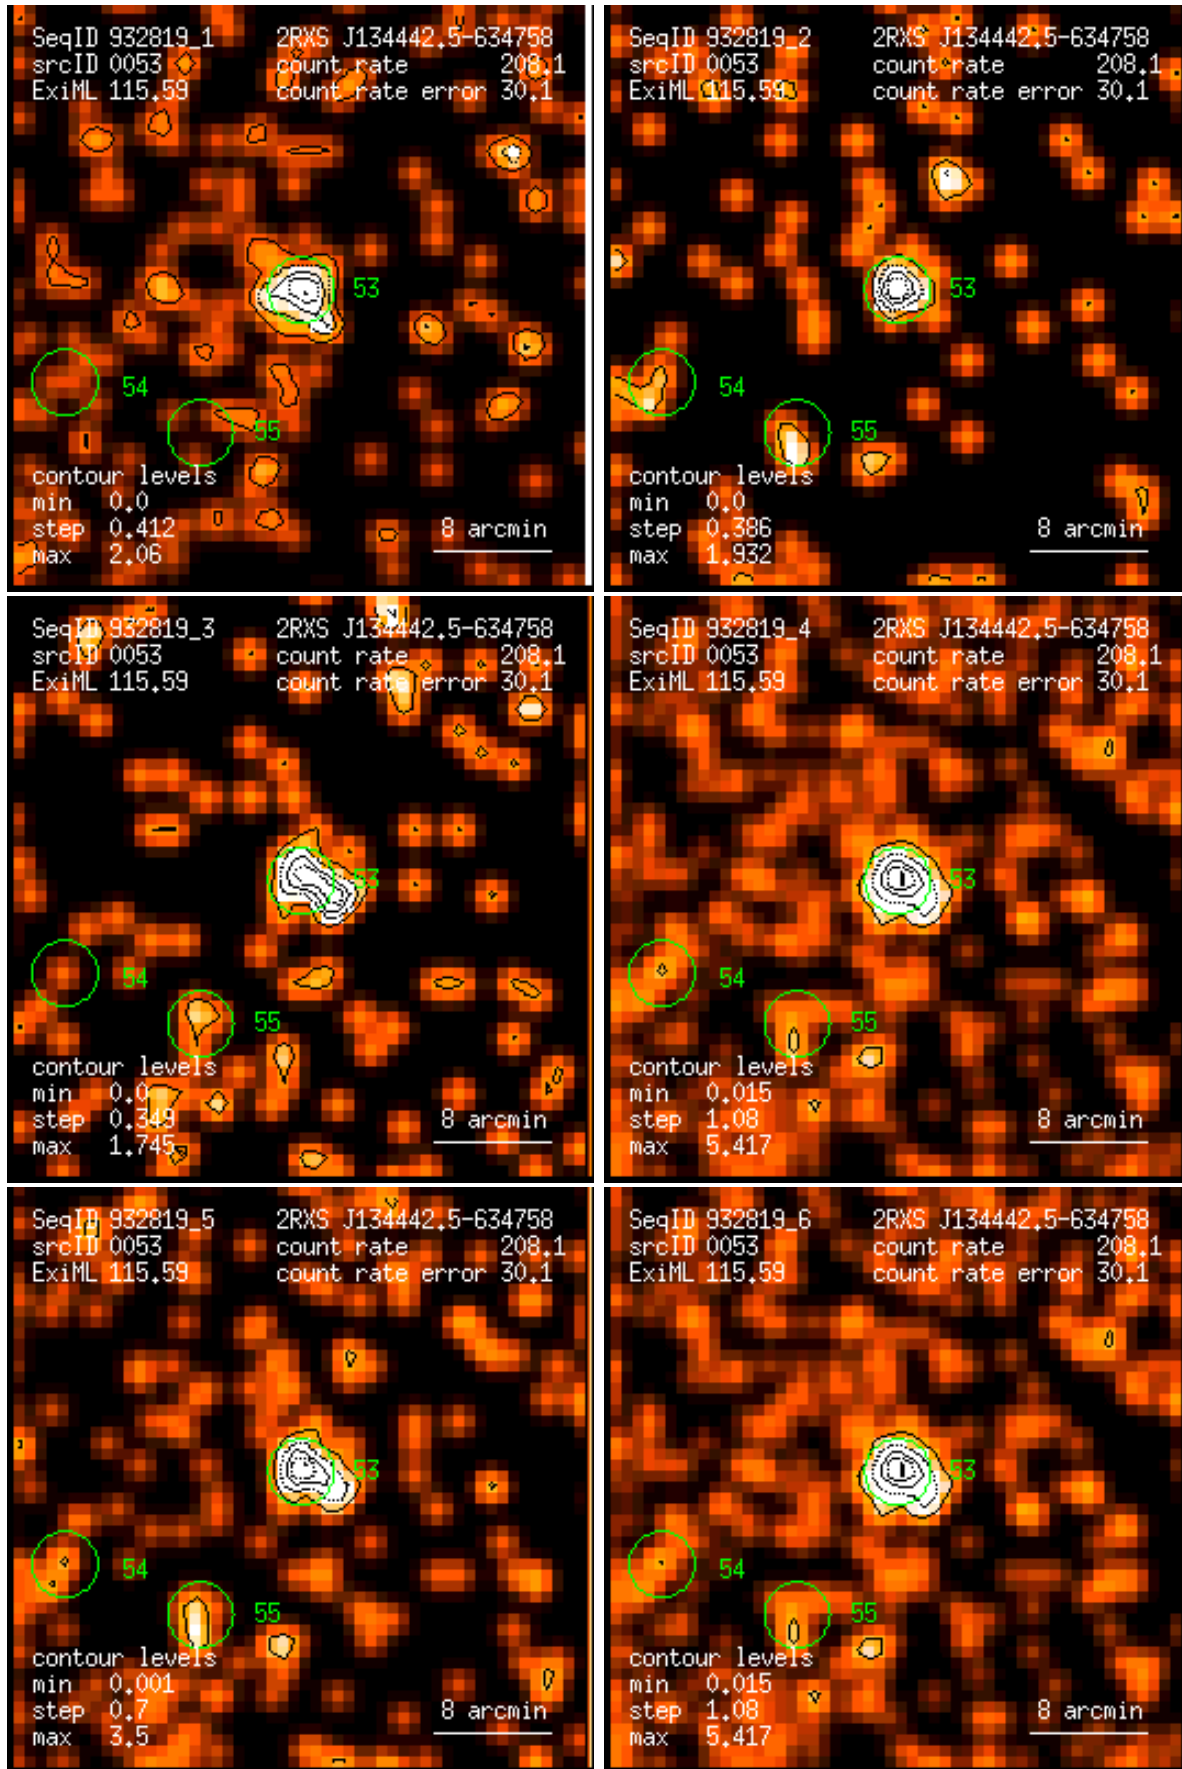 SeqID 932819_1 2RXS J134442.5-634758
srcID 0053 count rate 208.1
ExiML 115.59 count rate error 30.1
53
54
55
contour levels
min 0.0
step 0.412
max 2.06
8 arcmin
SeqID 932819_2 2RXS J134442.5-634758
srcID 0053 count rate 208.1
ExiML 115.59 count rate error 30.1
53
54
55
contour levels
min 0.0
step 0.386
max 1.932
8 arcmin
SeqID 932819_3 2RXS J134442.5-634758
srcID 0053 count rate 208.1
ExiML 115.59 count rate error 30.1
53
54
55
contour levels
min 0.0
step 0.349
max 1.745
8 arcmin
SeqID 932819_4 2RXS J134442.5-634758
srcID 0053 count rate 208.1
ExiML 115.59 count rate error 30.1
53
54
55
contour levels
min 0.015
step 1.08
max 5.417
8 arcmin
SeqID 932819_5 2RXS J134442.5-634758
srcID 0053 count rate 208.1
ExiML 115.59 count rate error 30.1
53
54
55
contour levels
min 0.001
step 0.7
max 3.5
8 arcmin
SeqID 932819_6 2RXS J134442.5-634758
srcID 0053 count rate 208.1
ExiML 115.59 count rate error 30.1
53
54
55
contour levels
min 0.015
step 1.08
max 5.417
8 arcmin